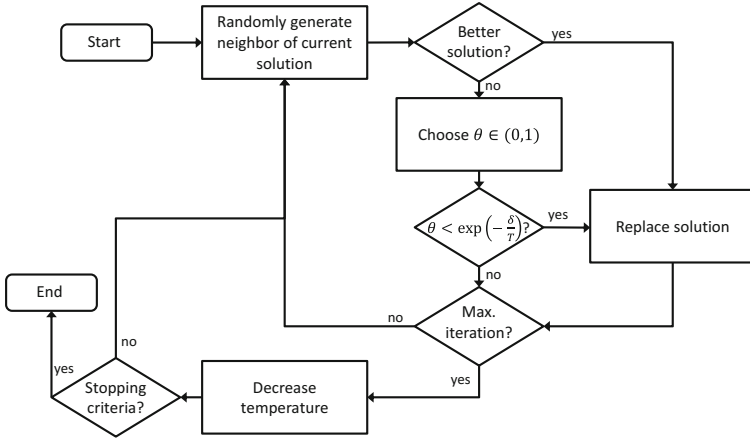 Start
Randomly generate
neighbor of current
solution
Better
solution?
yes
no
Choose θ ∈ (0,1)
θ < exp(−δ/T)?
yes
Replace solution
no
End
Max.
iteration?
no
no
yes
yes
Stopping
criteria?
Decrease
temperature